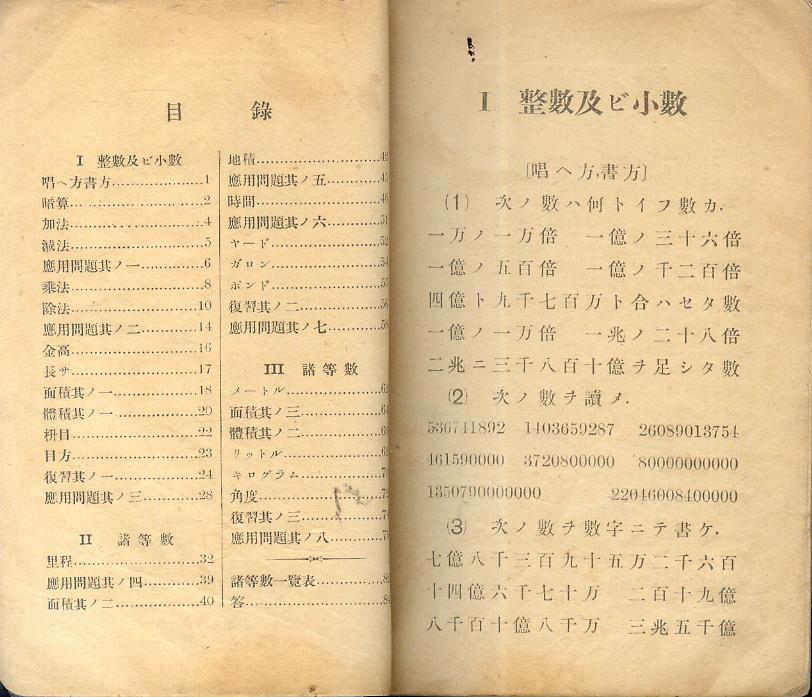 目錄
I 整數及ビ小數
唱ヘ方書方 1
暗算 2
加法 4
減法 5
應用問題其ノ一 6
乘法 8
除法 10
應用問題其ノ二 14
金高 16
長サ 17
面積其ノ一 18
體積其ノ一 20
枡目 22
目方 23
復習其ノ一 24
應用問題其ノ三 28
II 諸等數
里程 32
應用問題其ノ四 39
面積其ノ二 40
地積
應用問題其ノ五
時間
應用問題其ノ六
ヤード
ガロン
ポンド
復習其ノ二
應用問題其ノ七
III 諸等數
メートル
面積其ノ三
體積其ノ二
リットル
キログラム
角度
復習其ノ三
應用問題其ノ八
諸等數一覽表
答
I 整數及ビ小數
〔唱ヘ方,書方〕
(1) 次ノ數ハ何トイフ數カ.
一万ノ一万倍 一億ノ三十六倍
一億ノ五百倍 一億ノ千二百倍
四億ト九千七百万ト合ハセタ數
一億ノ一万倍 一兆ノ二十八倍
二兆ニ三千八百十億ヲ足シタ數
(2) 次ノ數ヲ讀メ.
536741892 1403659287 26089013754
461590000 3720800000 80000000000
1350790000000 22046008400000
(3) 次ノ數ヲ數字ニテ書ケ.
七億八千三百九十五万二千六百
十四億六千七十万 二百十九億
八千百十億八千万 三兆五千億